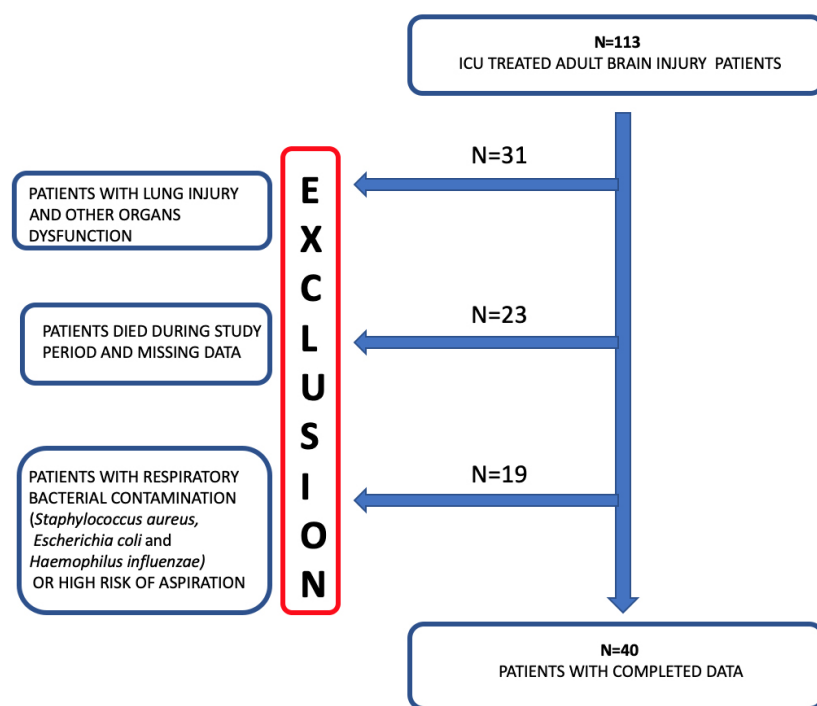 N=113
ICU TREATED ADULT BRAIN INJURY PATIENTS
N=31
PATIENTS WITH LUNG INJURY
AND OTHER ORGANS
DYSFUNCTION
N=23
PATIENTS DIED DURING STUDY
PERIOD AND MISSING DATA
N=19
PATIENTS WITH RESPIRATORY
BACTERIAL CONTAMINATION
(Staphylococcus aureus,
Escherichia coli and
Haemophilus influenzae)
OR HIGH RISK OF ASPIRATION
E
X
C
L
U
S
I
O
N
N=40
PATIENTS WITH COMPLETED DATA